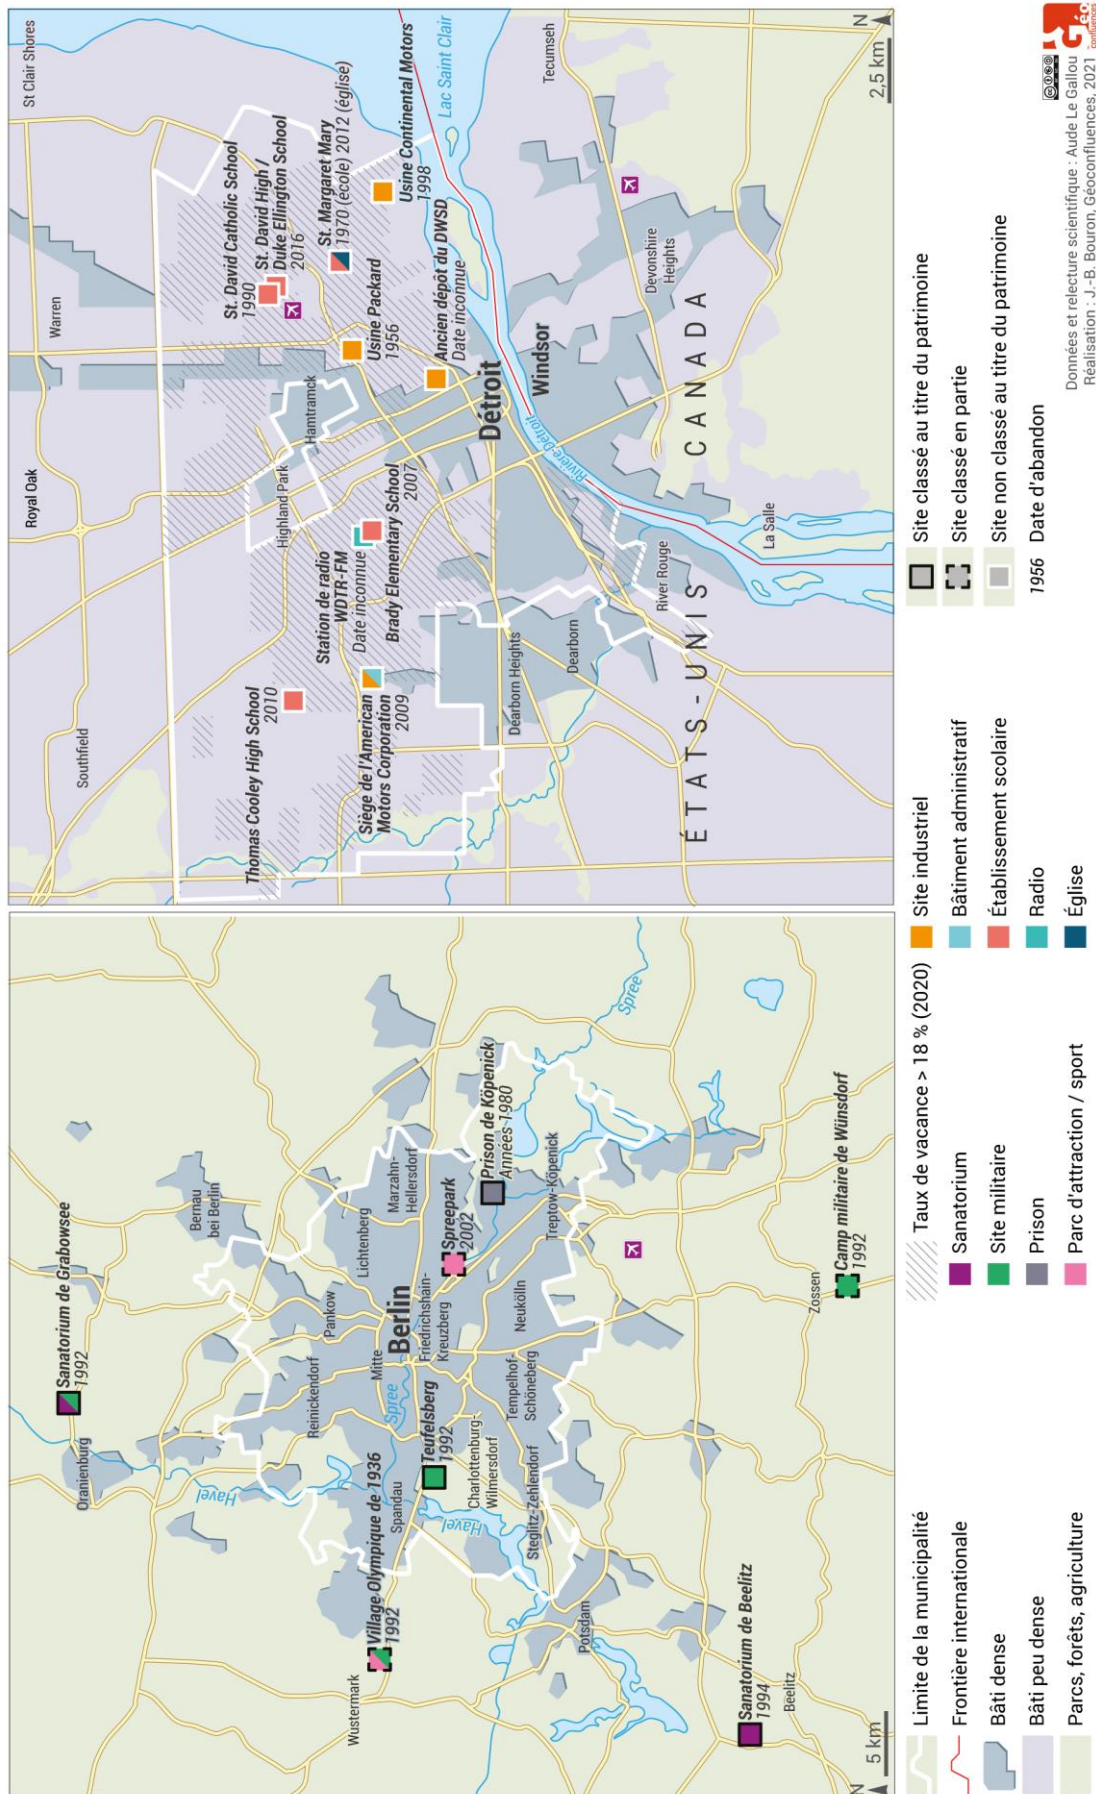 Sanatorium de Grabowsee
1992
Oranienburg
Bernau
bei Berlin
Havel
Reinickendorf
Pankow
Lichtenberg
Marzahn-
Hellersdorf
Village Olympique de 1936
1992
Wustermark
Spandau
Mitte
Berlin
Spree
Friedrichshain-
Kreuzberg
Spreepark
2002
Prison de Köpenick
Années 1980
Spree
Teufelsberg
1992
Havel
Charlottenburg-
Wilmersdorf
Tempelhof-
Schöneberg
Neukölln
Treptow-Köpenick
Steglitz-Zehlendorf
Potsdam
Sanatorium de Beelitz
1994
Beelitz
Zossen
Camp militaire de Wünsdorf
1992
N
5 km
St Clair Shores
Royal Oak
Warren
Southfield
St. David Catholic School
1990
St. David High /
Duke Ellington School
2016
St. Margaret Mary
1970 (école) 2012 (église)
Thomas Cooley High School
2010
Highland Park
Hamtramck
Usine Packard
1956
Usine Continental Motors
1998
Station de radio
WDTR-FM
Date inconnue
Brady Elementary School
2007
Siège de l'American
Motors Corporation
2009
Ancien dépôt du DWSD
Date inconnue
Lac Saint Clair
Détroit
Windsor
Rivière Détroit
Dearborn Heights
Dearborn
River Rouge
La Salle
Devonshire
Heights
Tecumseh
ÉTATS-UNIS
CANADA
N
2,5 km
Limite de la municipalité
Frontière internationale
Bâti dense
Bâti peu dense
Parcs, forêts, agriculture
Taux de vacance > 18 % (2020)
Sanatorium
Site militaire
Prison
Parc d'attraction / sport
Site industriel
Bâtiment administratif
Établissement scolaire
Radio
Église
Site classé au titre du patrimoine
Site classé en partie
Site non classé au titre du patrimoine
1956 Date d'abandon
Données et relecture scientifique : Aude Le Gallou
Réalisation : J.-B. Bouron, Géoconfluences, 2021
Géo
confluences